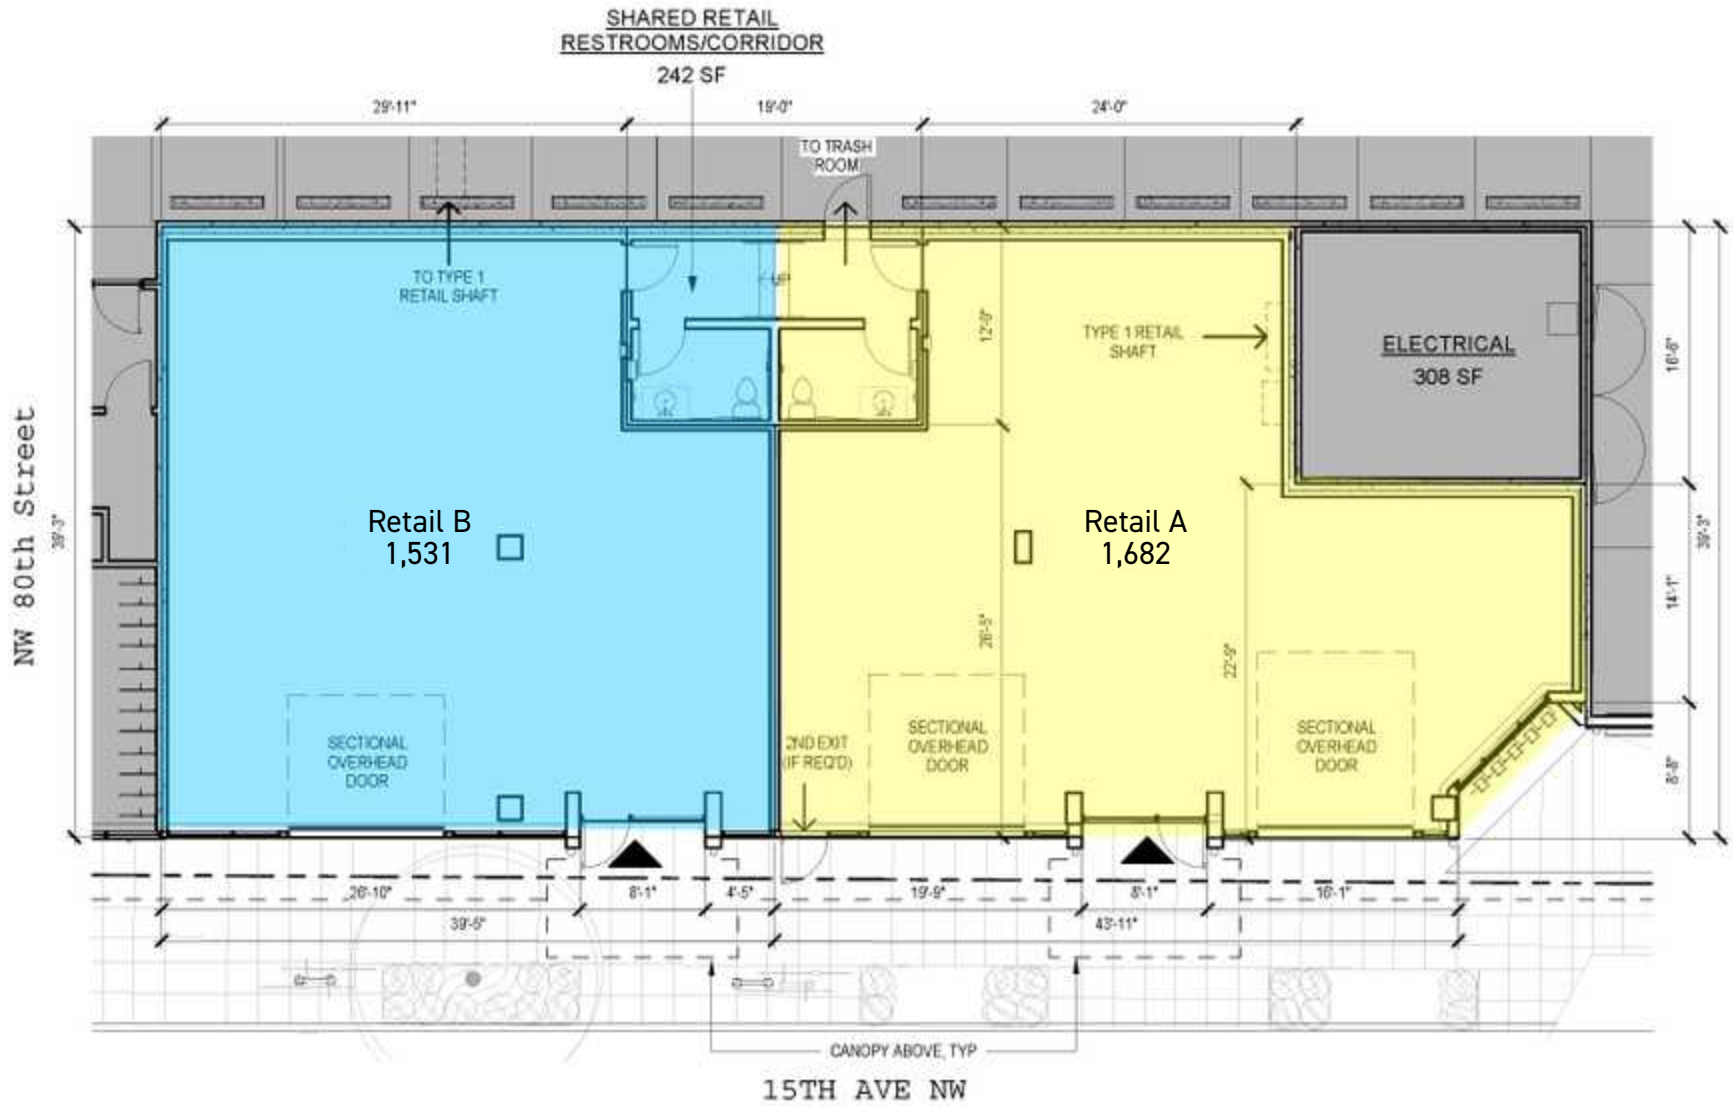 SHARED RETAIL
RESTROOMS/CORRIDOR
242 SF
29'-11"
19'-0"
24'-0"
TO TRASH
ROOM
TO TYPE 1
RETAIL SHAFT
UP
12'-9"
TYPE 1 RETAIL
SHAFT
ELECTRICAL
308 SF
16'-6"
NW 80th Street
39'-3"
Retail B
1,531
Retail A
1,682
39'-3"
14'-1"
26'-5"
22'-9"
SECTIONAL
OVERHEAD
DOOR
2ND EXIT
(IF REQ'D)
SECTIONAL
OVERHEAD
DOOR
SECTIONAL
OVERHEAD
DOOR
8'-8"
26'-10"
8'-1"
4'-5"
19'-9"
8'-1"
16'-1"
39'-5"
43'-11"
CANOPY ABOVE, TYP
15TH AVE NW